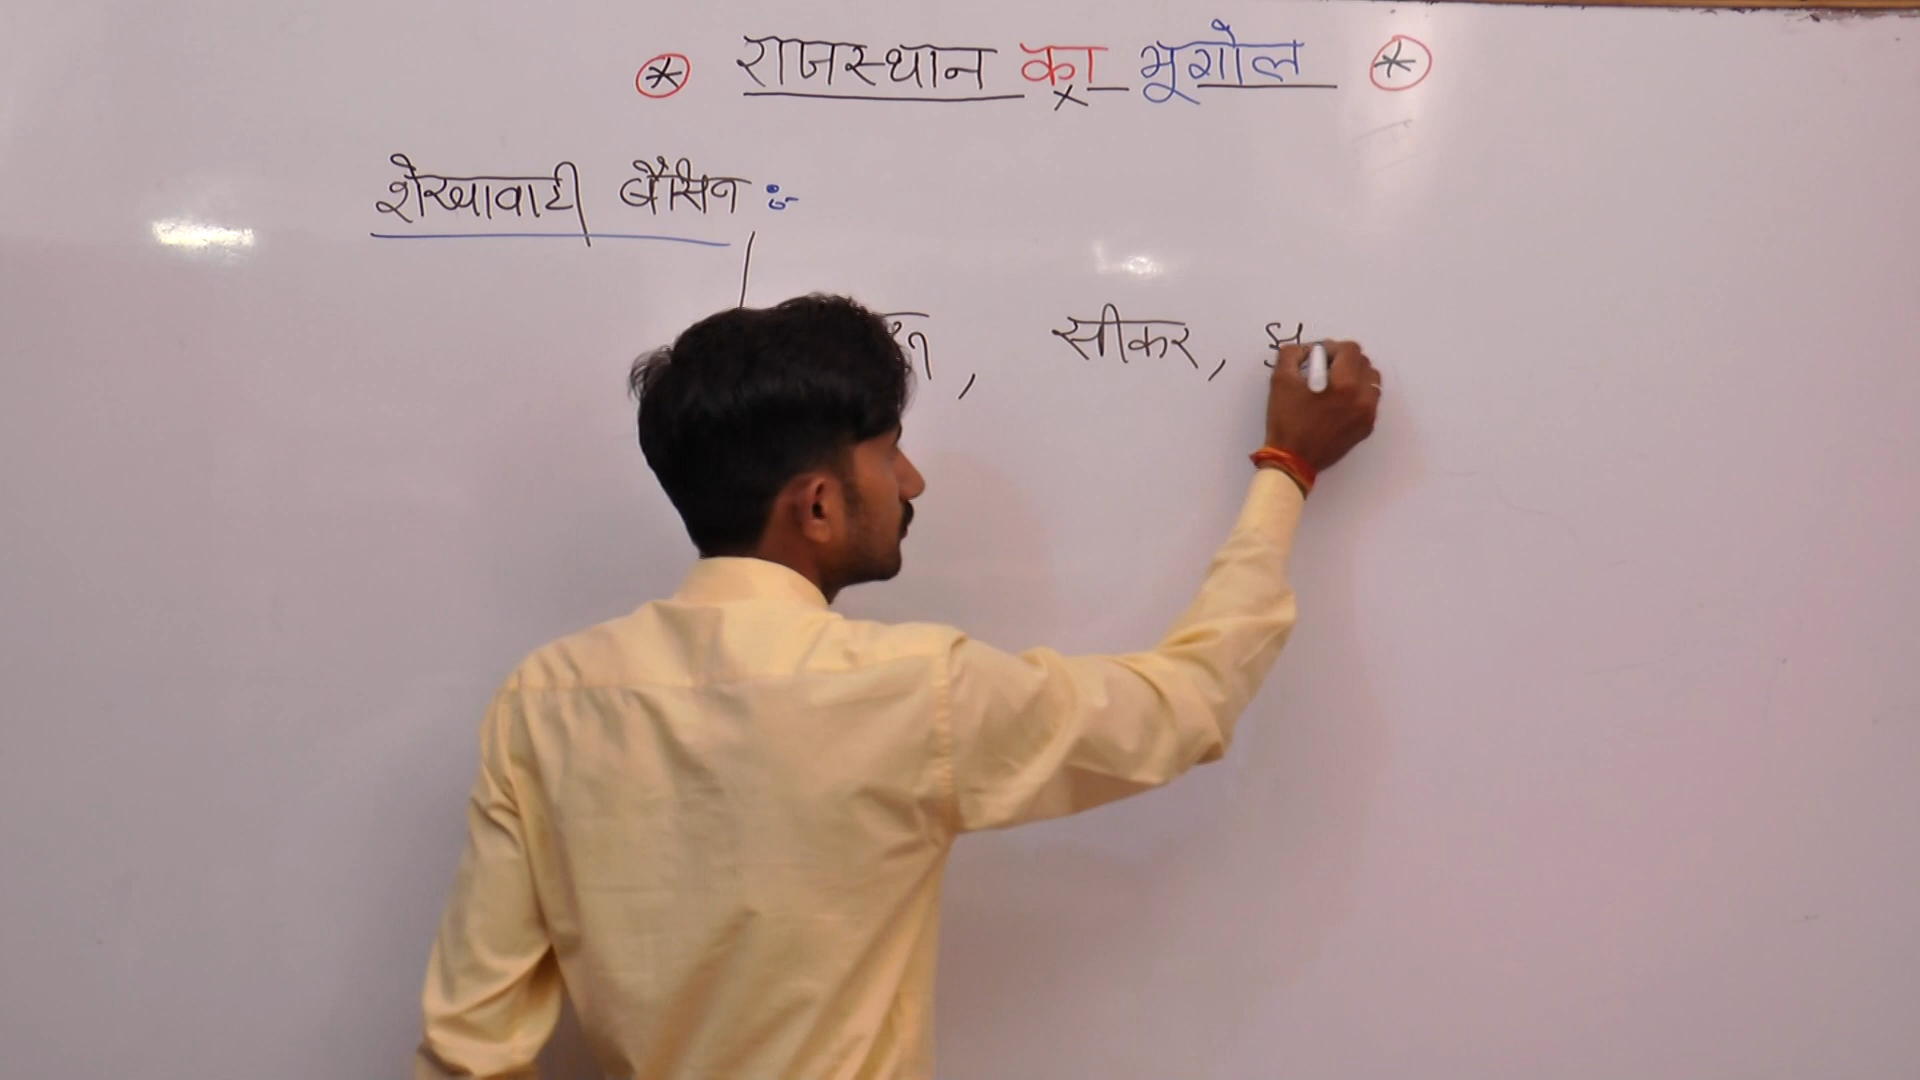 * राजस्थान का भूगोल *
शेखावाटी बैसिन :-
सीकर,